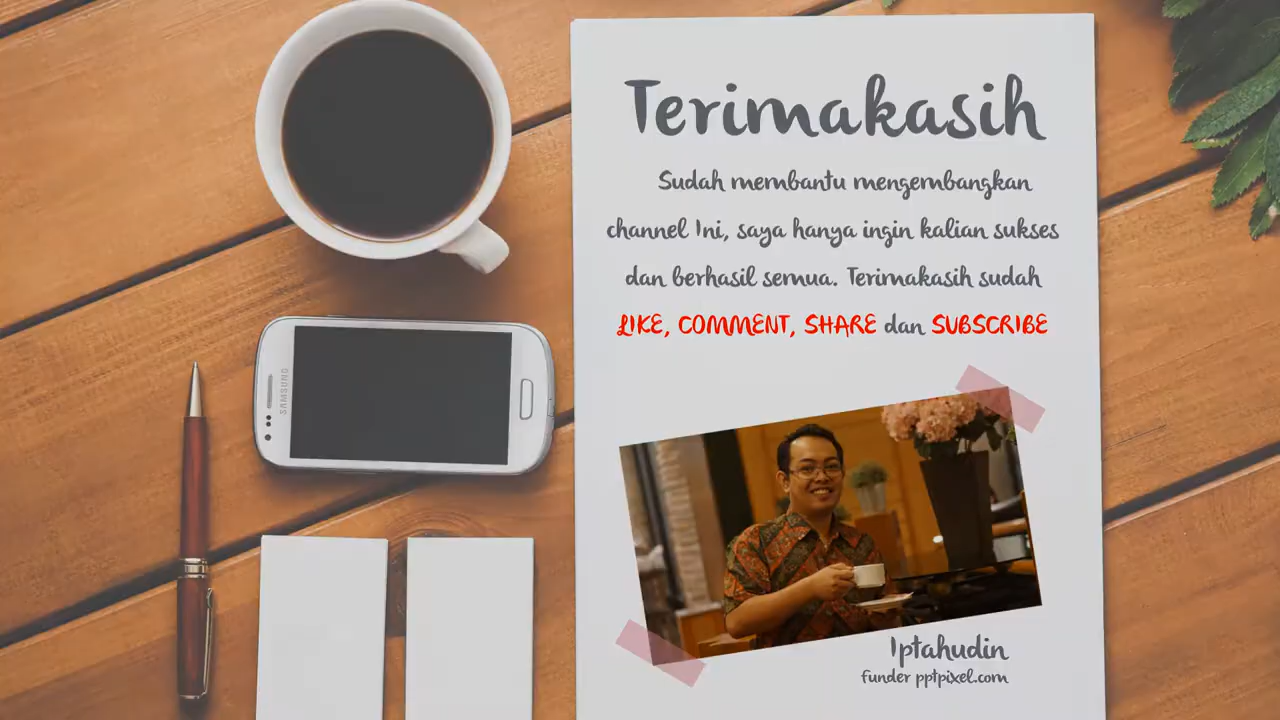 Terimakasih
Sudah membantu mengembangkan
channel Ini, saya hanya ingin kalian sukses
dan berhasil semua. Terimakasih sudah
LIKE, COMMENT, SHARE dan SUBSCRIBE
SAMSUNG
Iptahudin
funder pptpixel.com